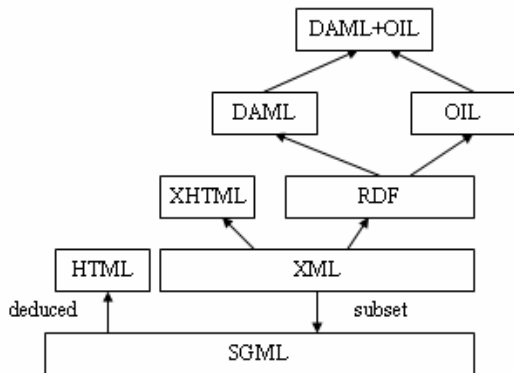 DAML+OIL
DAML
OIL
XHTML
RDF
HTML
XML
deduced
subset
SGML